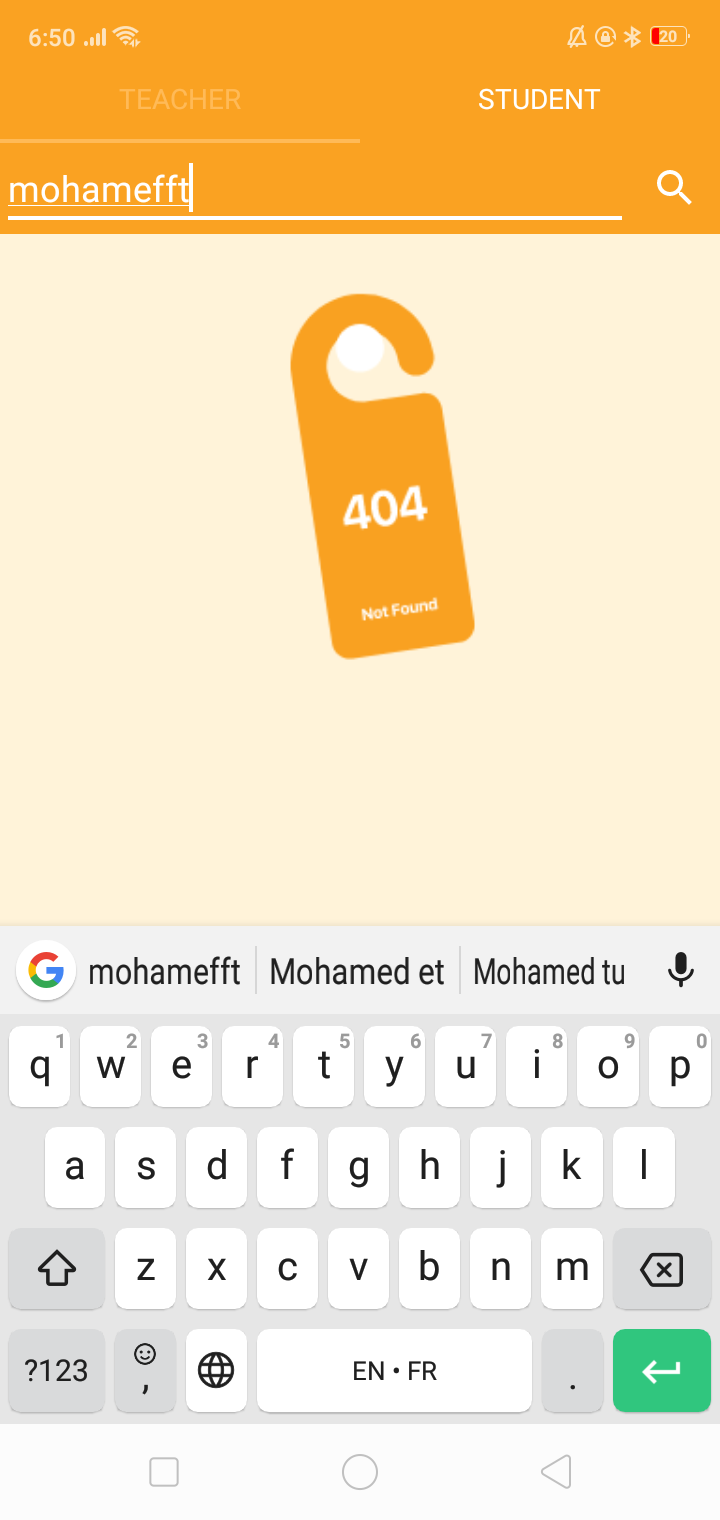 6:50 20
TEACHER STUDENT
mohamefft
404
Not Found
mohamefft Mohamed et Mohamed tu
1 2 3 4 5 6 7 8 9 0
q w e r t y u i o p
a s d f g h j k l
z x c v b n m
?123 , EN • FR .